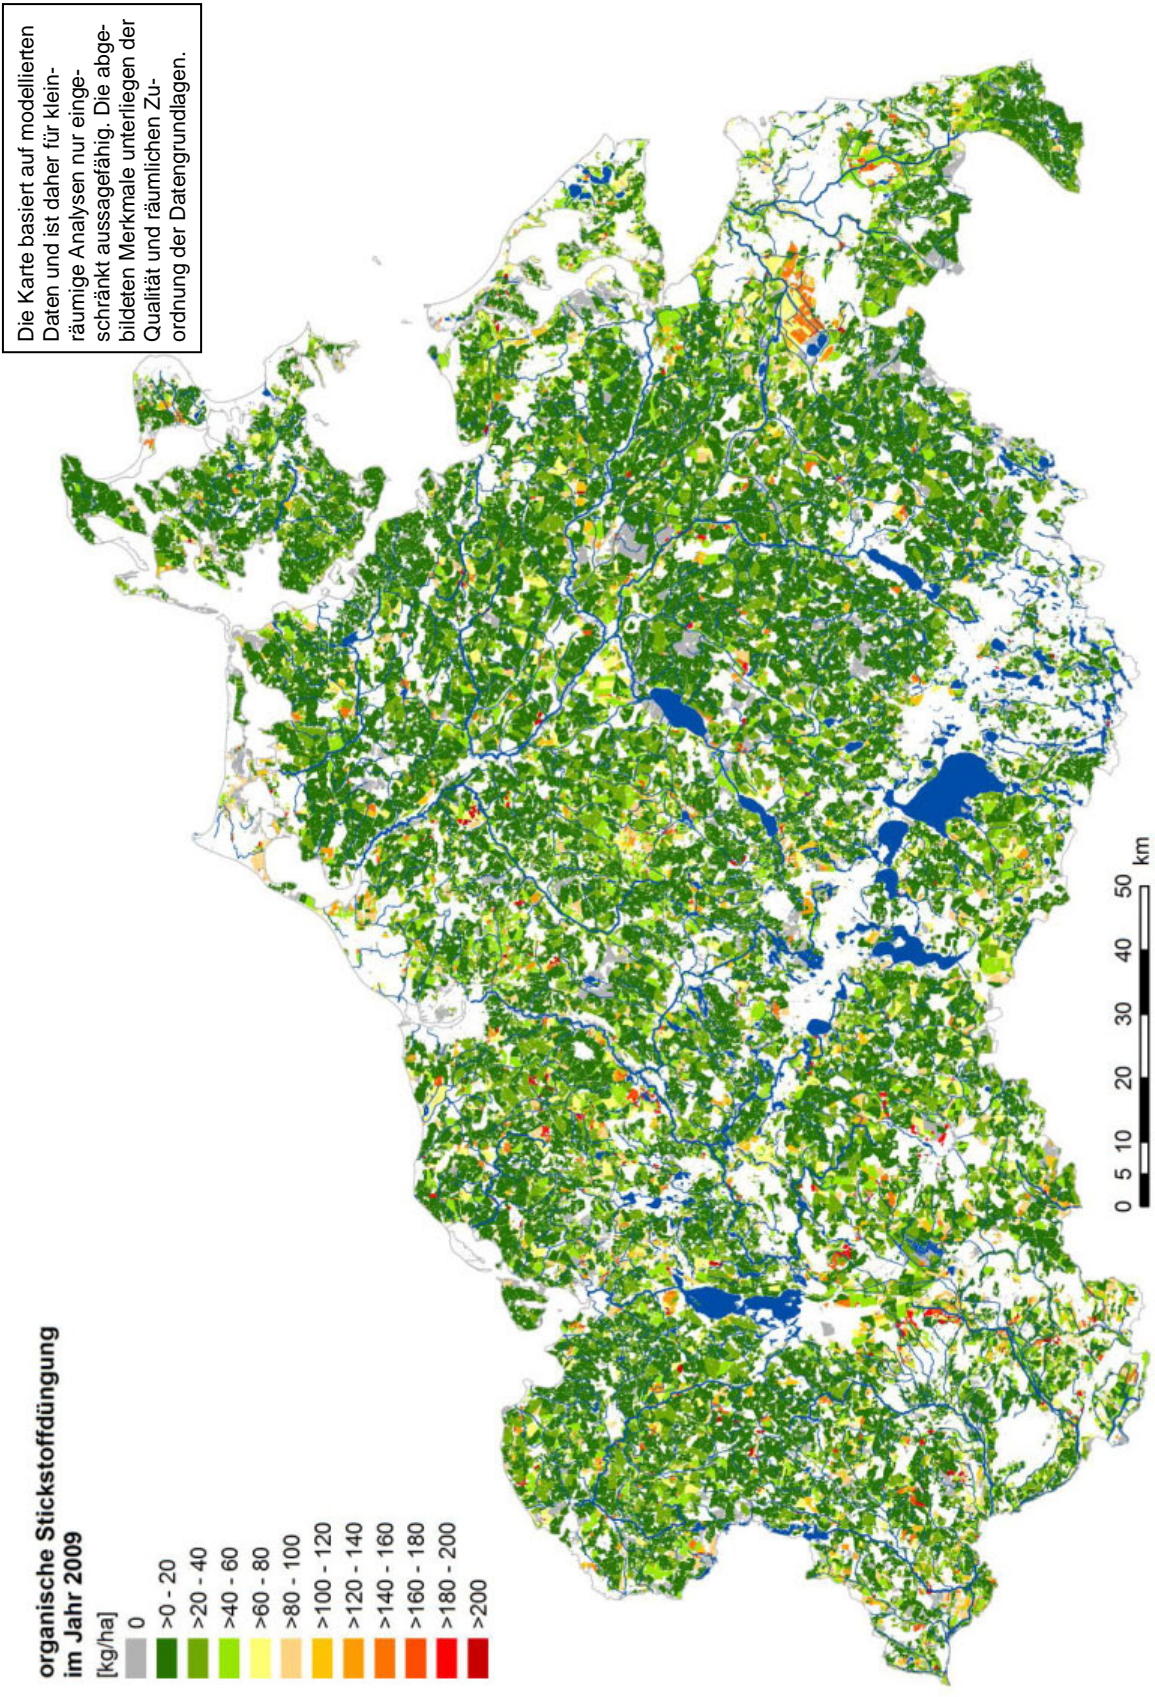 Die Karte basiert auf modellierten
Daten und ist daher für klein-
räumige Analysen nur einge-
schränkt aussagefähig. Die abge-
bildeten Merkmale unterliegen der
Qualität und räumlichen Zu-
ordnung der Datengrundlagen.
organische Stickstoffdüngung
im Jahr 2009
[kg/ha]
0
>0 - 20
>20 - 40
>40 - 60
>60 - 80
>80 - 100
>100 - 120
>120 - 140
>140 - 160
>160 - 180
>180 - 200
>200
0 5 10 20 30 40 50 km